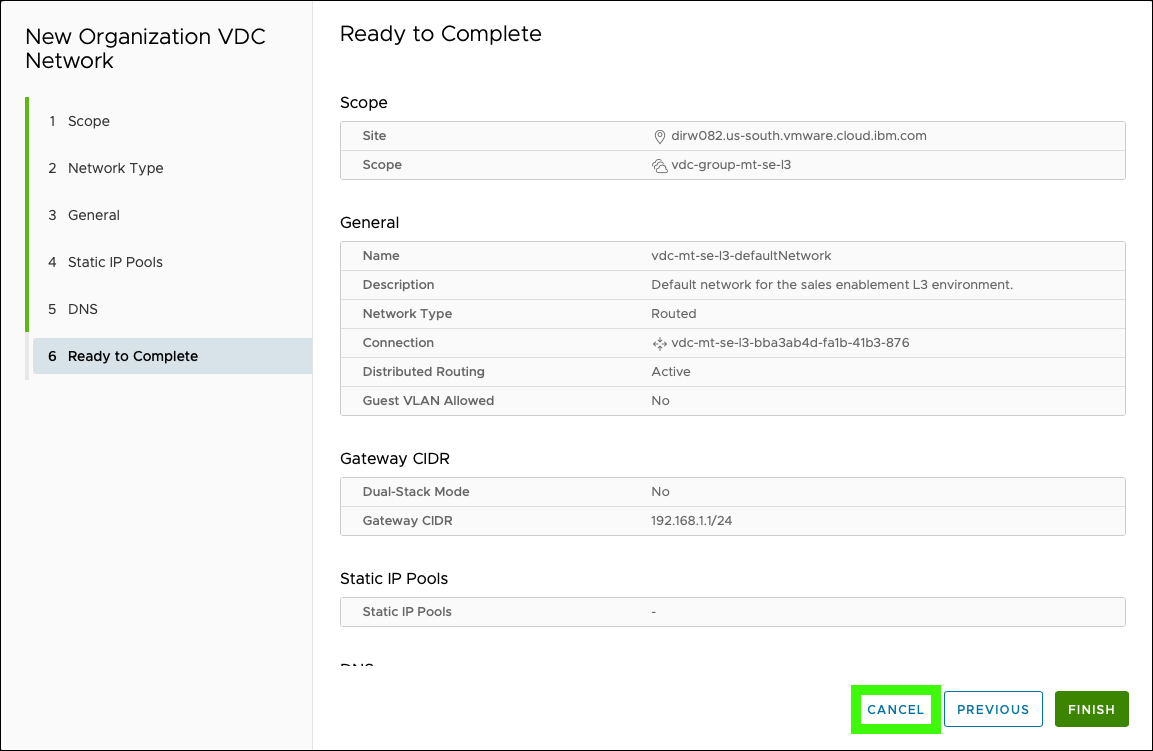 New Organization VDC
Network
1 Scope
2 Network Type
3 General
4 Static IP Pools
5 DNS
6 Ready to Complete
Ready to Complete
Scope
Site dirw082.us-south.vmware.cloud.ibm.com
Scope vdc-group-mt-se-l3
General
Name vdc-mt-se-l3-defaultNetwork
Description Default network for the sales enablement L3 environment.
Network Type Routed
Connection vdc-mt-se-l3-bba3ab4d-fa1b-41b3-876
Distributed Routing Active
Guest VLAN Allowed No
Gateway CIDR
Dual-Stack Mode No
Gateway CIDR 192.168.1.1/24
Static IP Pools
Static IP Pools -
DNS
CANCEL PREVIOUS FINISH